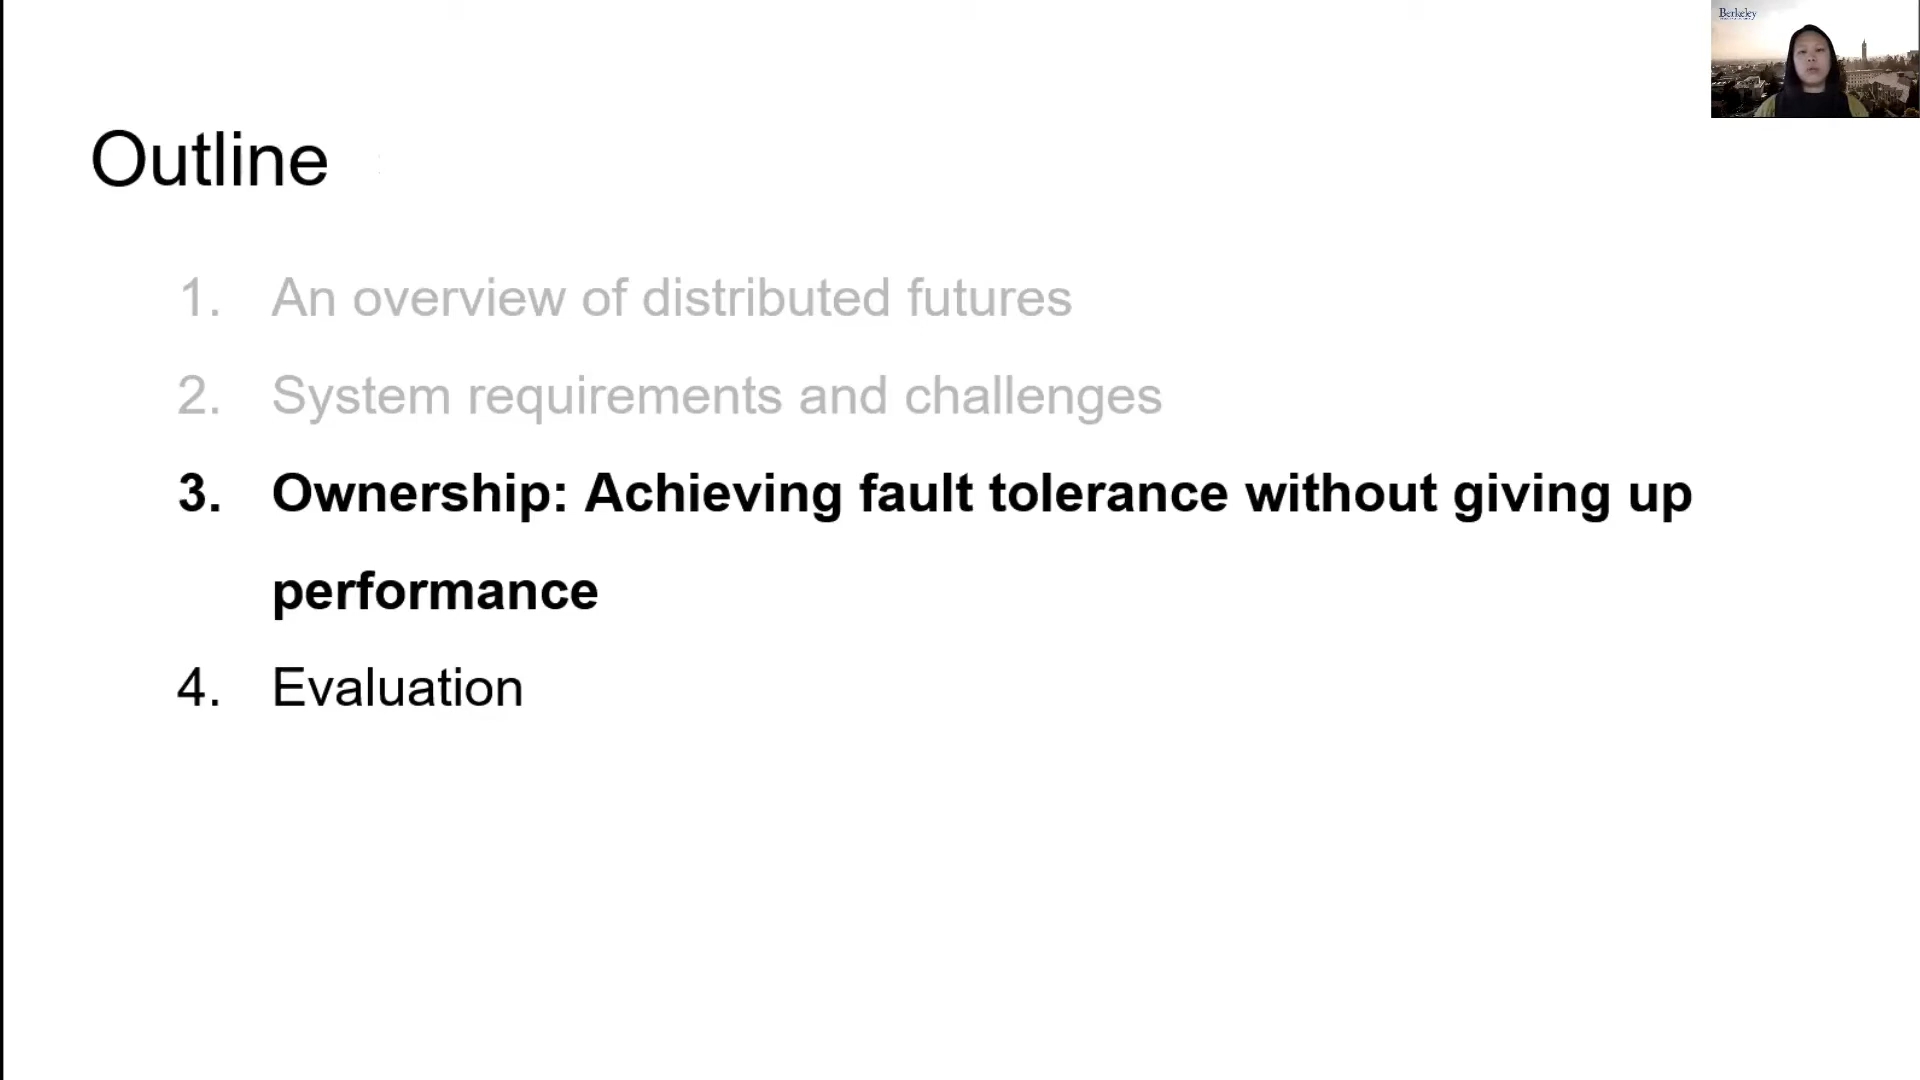 Berkeley
Outline
1. An overview of distributed futures
2. System requirements and challenges
3. Ownership: Achieving fault tolerance without giving up
performance
4. Evaluation